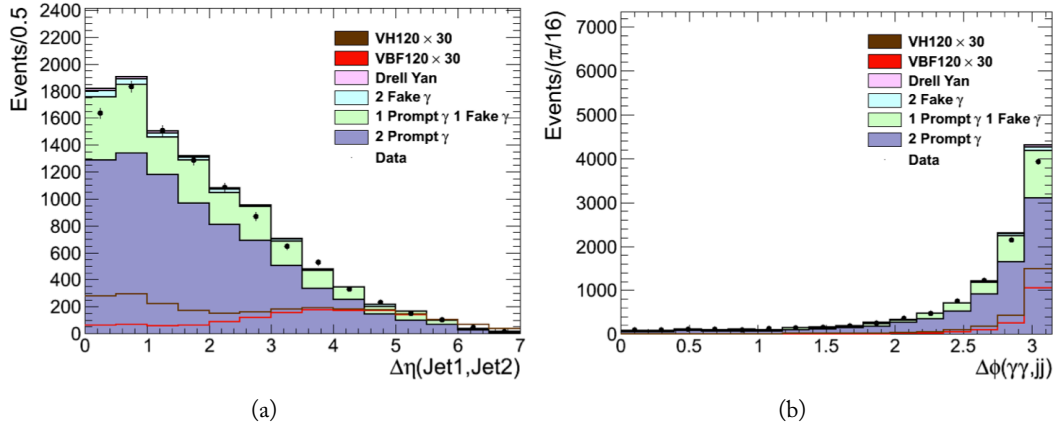 Events/0.5
2400
2200
2000
1800
1600
1400
1200
1000
800
600
400
200
0
VH120 × 30
VBF120 × 30
Drell Yan
2 Fake γ
1 Prompt γ 1 Fake γ
2 Prompt γ
Data
0 1 2 3 4 5 6 7
Δη(Jet1,Jet2)
(a)
Events/(π/16)
7000
6000
5000
4000
3000
2000
1000
0
VH120 × 30
VBF120 × 30
Drell Yan
2 Fake γ
1 Prompt γ 1 Fake γ
2 Prompt γ
Data
0 0.5 1 1.5 2 2.5 3
Δϕ(γγ,jj)
(b)